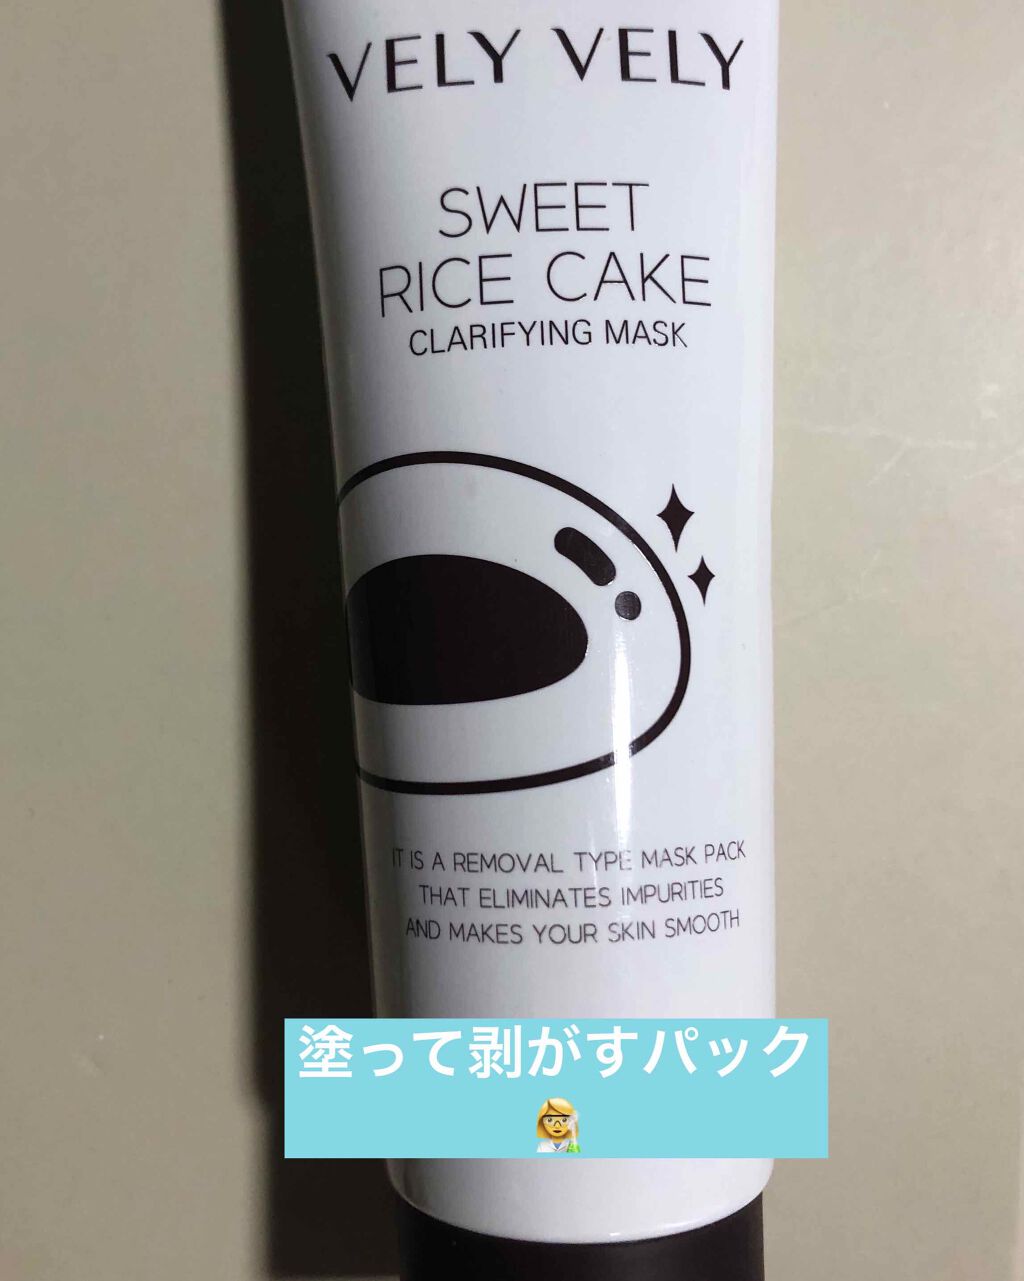 VELY VELY
SWEET
RICE CAKE
CLARIFYING MASK
IT IS A REMOVAL TYPE MASK PACK
THAT ELIMINATES IMPURITIES
AND MAKES YOUR SKIN SMOOTH
塗って剥がすパック